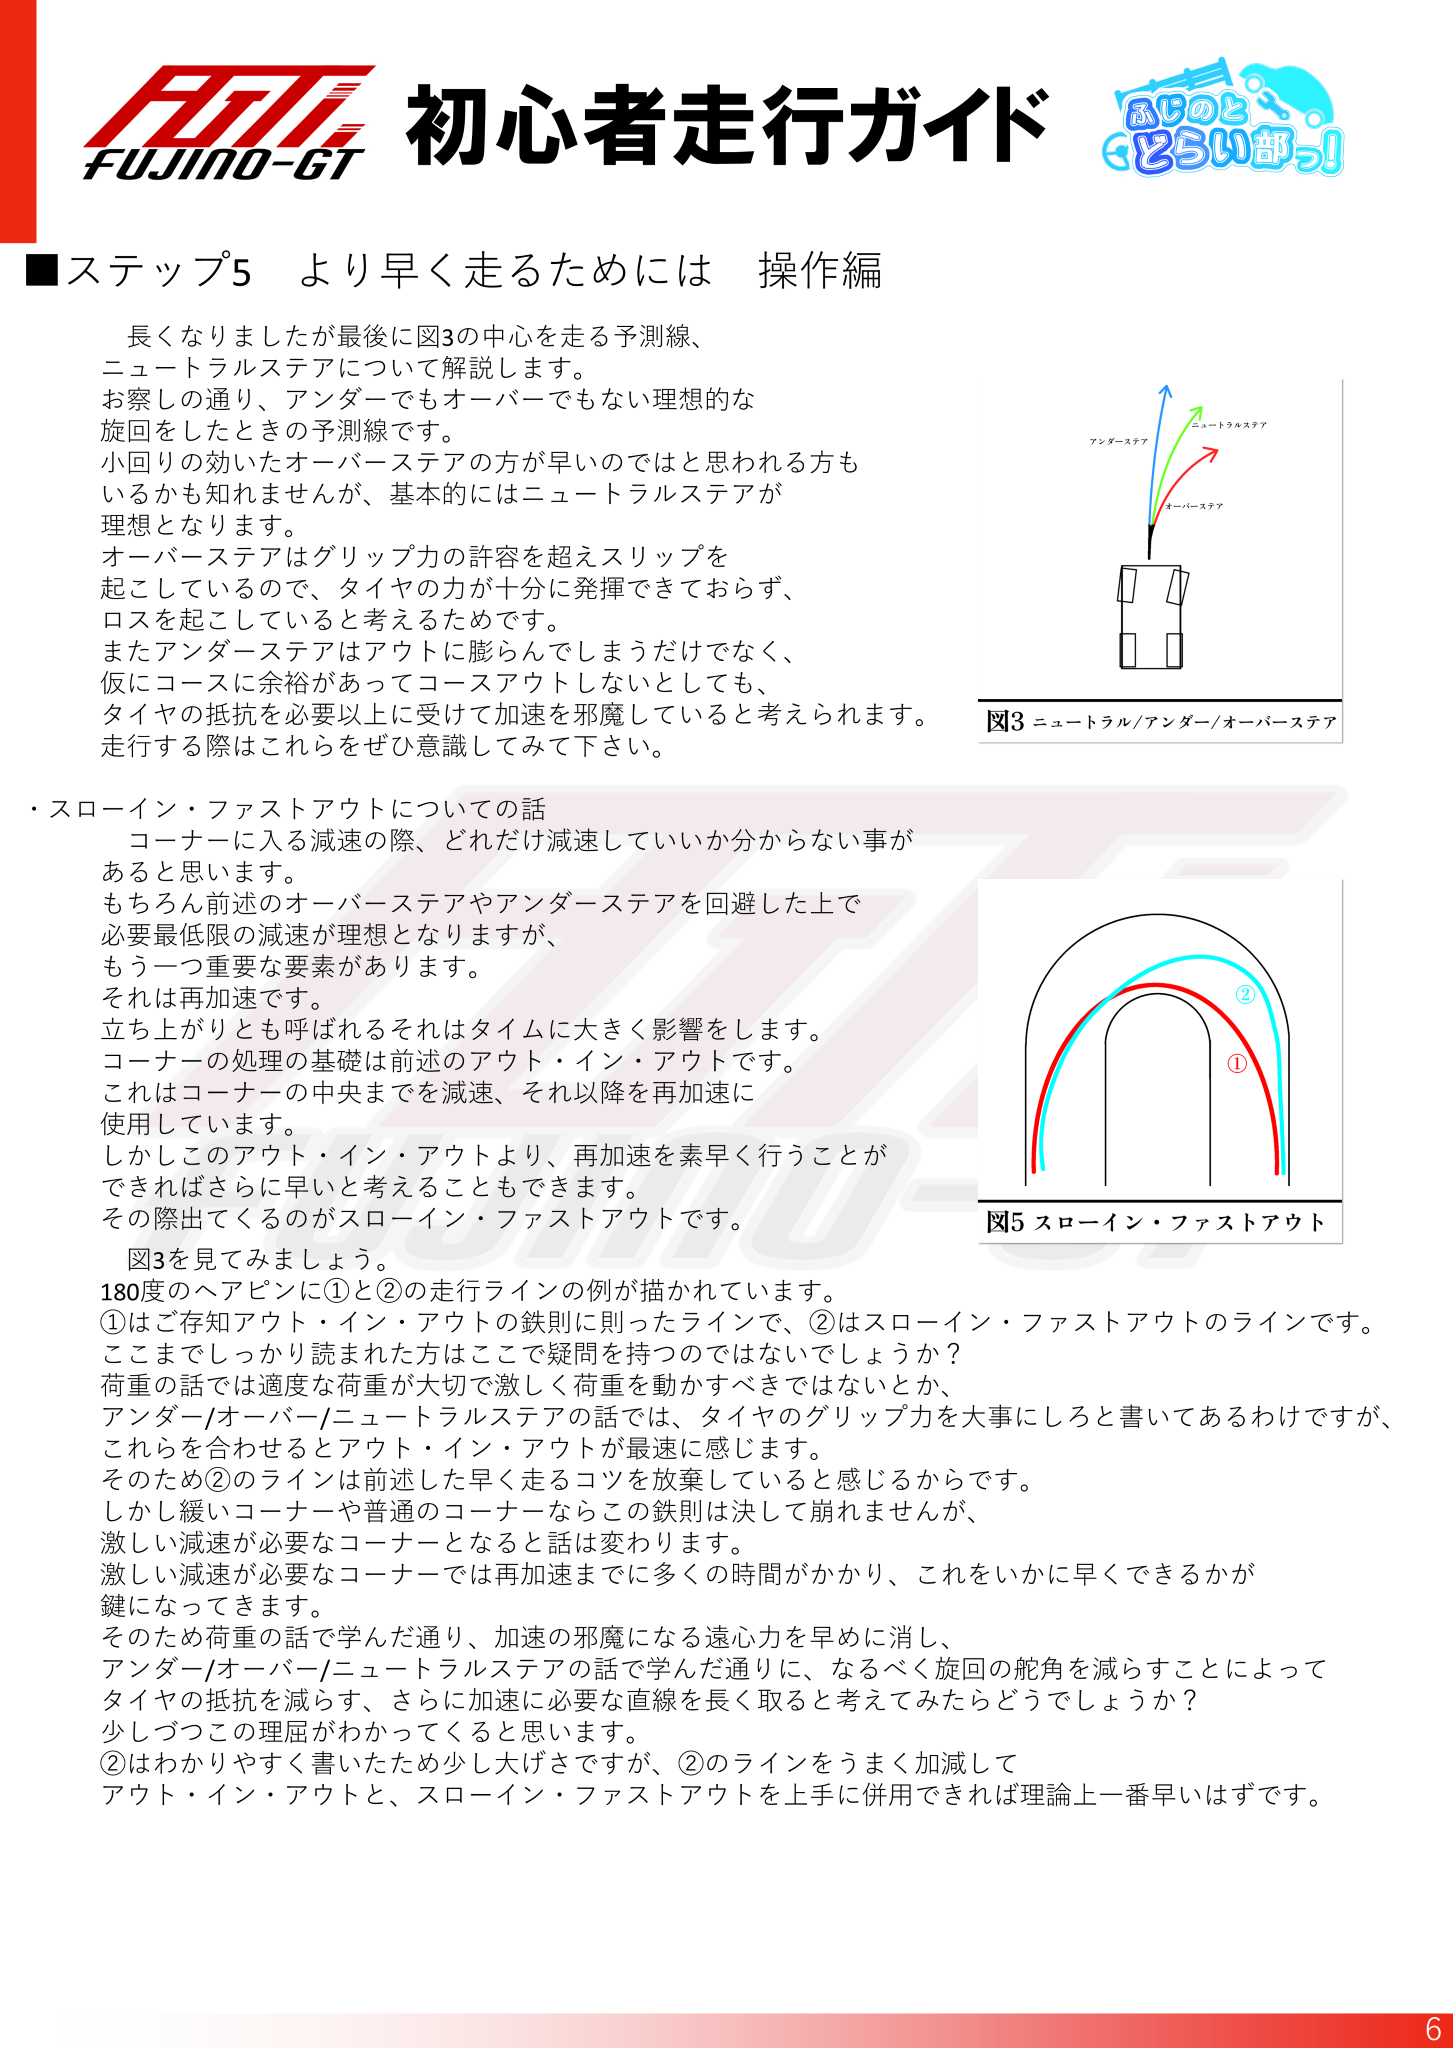 FUJINO-GT
初心者走行ガイド
ふじのと
どらい部っ!
■ステップ5　より早く走るためには　操作編
長くなりましたが最後に図3の中心を走る予測線、
ニュートラルステアについて解説します。
お察しの通り、アンダーでもオーバーでもない理想的な
旋回をしたときの予測線です。
小回りの効いたオーバーステアの方が早いのではと思われる方も
いるかも知れませんが、基本的にはニュートラルステアが
理想となります。
オーバーステアはグリップ力の許容を超えスリップを
起こしているので、タイヤの力が十分に発揮できておらず、
ロスを起こしていると考えるためです。
またアンダーステアはアウトに膨らんでしまうだけでなく、
仮にコースに余裕があってコースアウトしないとしても、
タイヤの抵抗を必要以上に受けて加速を邪魔していると考えられます。
走行する際はこれらをぜひ意識してみて下さい。
アンダーステア
ニュートラルステア
オーバーステア
図3 ニュートラル/アンダー/オーバーステア
・スローイン・ファストアウトについての話
コーナーに入る減速の際、どれだけ減速していいか分からない事が
あると思います。
もちろん前述のオーバーステアやアンダーステアを回避した上で
必要最低限の減速が理想となりますが、
もう一つ重要な要素があります。
それは再加速です。
立ち上がりとも呼ばれるそれはタイムに大きく影響をします。
コーナーの処理の基礎は前述のアウト・イン・アウトです。
これはコーナーの中央までを減速、それ以降を再加速に
使用しています。
しかしこのアウト・イン・アウトより、再加速を素早く行うことが
できればさらに早いと考えることもできます。
その際出てくるのがスローイン・ファストアウトです。
②
①
図5 スローイン・ファストアウト
図3を見てみましょう。
180度のヘアピンに①と②の走行ラインの例が描かれています。
①はご存知アウト・イン・アウトの鉄則に則ったラインで、②はスローイン・ファストアウトのラインです。
ここまでしっかり読まれた方はここで疑問を持つのではないでしょうか？
荷重の話では適度な荷重が大切で激しく荷重を動かすべきではないとか、
アンダー/オーバー/ニュートラルステアの話では、タイヤのグリップ力を大事にしろと書いてあるわけですが、
これらを合わせるとアウト・イン・アウトが最速に感じます。
そのため②のラインは前述した早く走るコツを放棄していると感じるからです。
しかし緩いコーナーや普通のコーナーならこの鉄則は決して崩れませんが、
激しい減速が必要なコーナーとなると話は変わります。
激しい減速が必要なコーナーでは再加速までに多くの時間がかかり、これをいかに早くできるかが
鍵になってきます。
そのため荷重の話で学んだ通り、加速の邪魔になる遠心力を早めに消し、
アンダー/オーバー/ニュートラルステアの話で学んだ通りに、なるべく旋回の舵角を減らすことによって
タイヤの抵抗を減らす、さらに加速に必要な直線を長く取ると考えてみたらどうでしょうか？
少しづつこの理屈がわかってくると思います。
②はわかりやすく書いたため少し大げさですが、②のラインをうまく加減して
アウト・イン・アウトと、スローイン・ファストアウトを上手に併用できれば理論上一番早いはずです。
6